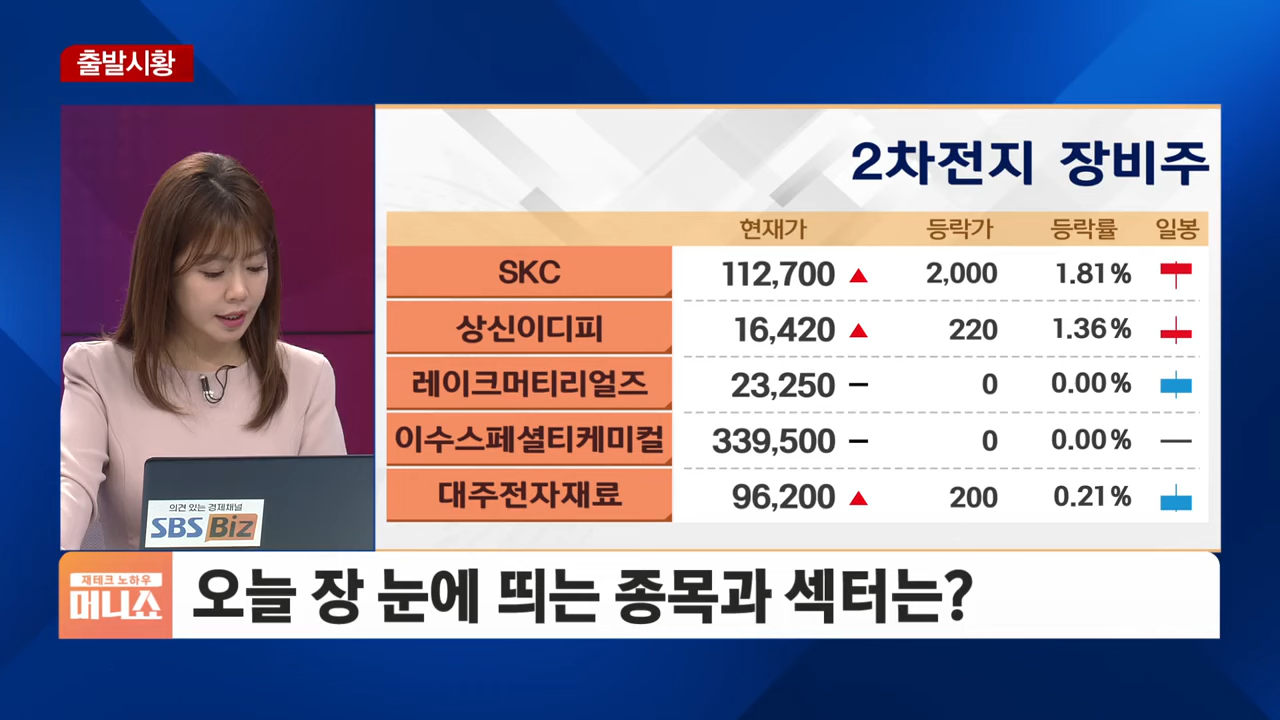 출발시황
2차전지 장비주
현재가 등락가 등락률 일봉
SKC 112,700 ▲ 2,000 1.81%
상신이디피 16,420 ▲ 220 1.36%
레이크머티리얼즈 23,250 – 0 0.00%
이수스페셜티케미컬 339,500 – 0 0.00%
대주전자재료 96,200 ▲ 200 0.21%
의견 있는 경제채널
SBS Biz
재테크 노하우
머니쇼
오늘 장 눈에 띄는 종목과 섹터는?